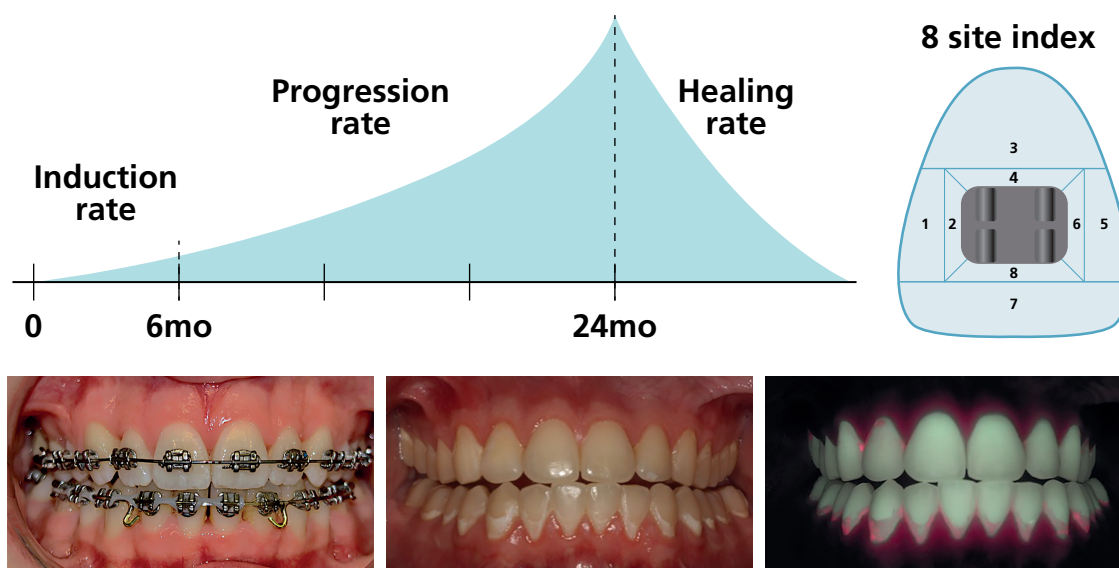 8 site index
Progression
rate
Healing
rate
Induction
rate
3
4
1
2
6
5
8
7
0
6mo
24mo